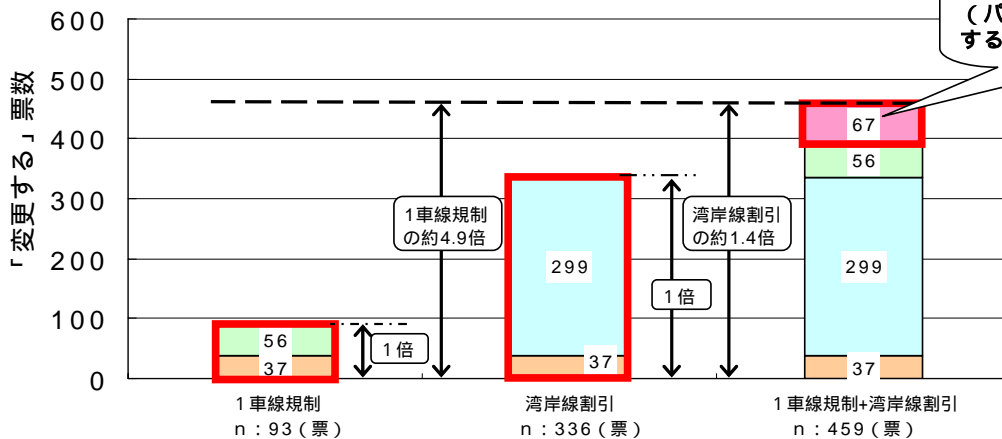 (パ
する
「変更する」票数
600
500
400
300
200
100
0
56
37
1倍
1車線規制
の約4.9倍
299
37
1倍
湾岸線割引
の約1.4倍
67
56
299
37
1車線規制
n:93(票)
湾岸線割引
n:336(票)
1車線規制+湾岸線割引
n:459(票)